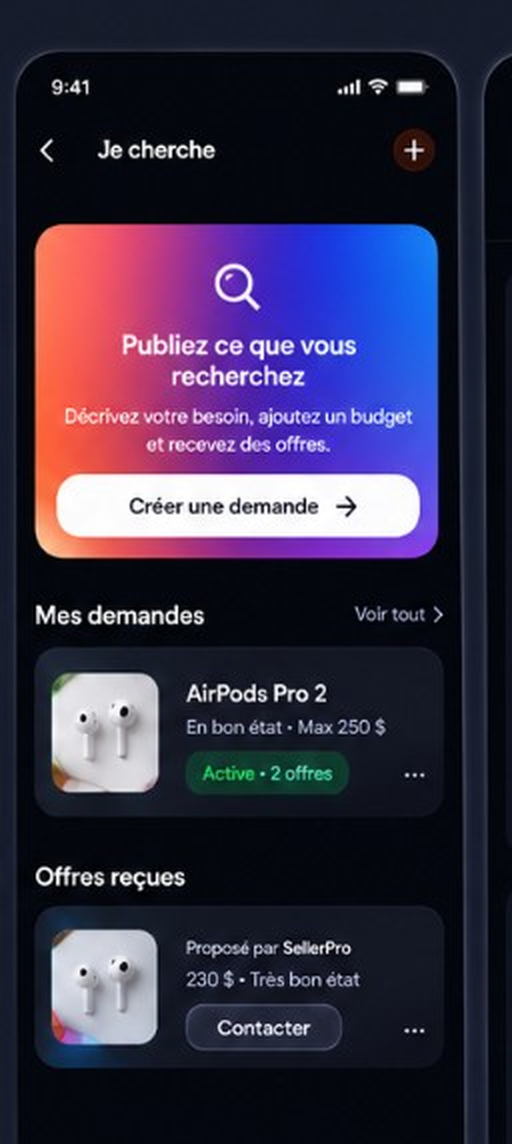 9:41
Je cherche
Publiez ce que vous
recherchez
Décrivez votre besoin, ajoutez un budget
et recevez des offres.
Créer une demande →
Mes demandes
Voir tout >
AirPods Pro 2
En bon état • Max 250 $
Active • 2 offres
Offres reçues
Proposé par SellerPro
230 $ • Très bon état
Contacter